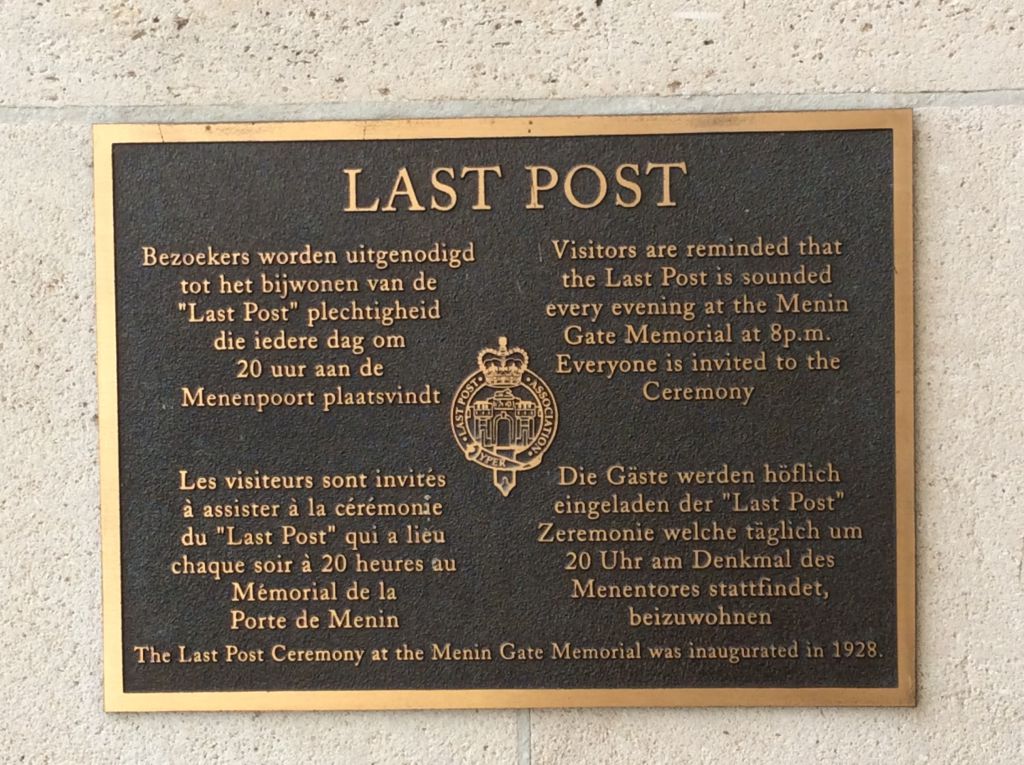 LAST POST
Bezoekers worden uitgenodigd
tot het bijwonen van de
"Last Post" plechtigheid
die iedere dag om
20 uur aan de
Menenpoort plaatsvindt
Visitors are reminded that
the Last Post is sounded
every evening at the Menin
Gate Memorial at 8p.m.
Everyone is invited to the
Ceremony
LAST POST · ASSOCIATION
YPER
Les visiteurs sont invités
à assister à la cérémonie
du "Last Post" qui a lieu
chaque soir à 20 heures au
Mémorial de la
Porte de Menin
Die Gäste werden höflich
eingeladen der "Last Post"
Zeremonie welche täglich um
20 Uhr am Denkmal des
Menentores stattfindet,
beizuwohnen
The Last Post Ceremony at the Menin Gate Memorial was inaugurated in 1928.